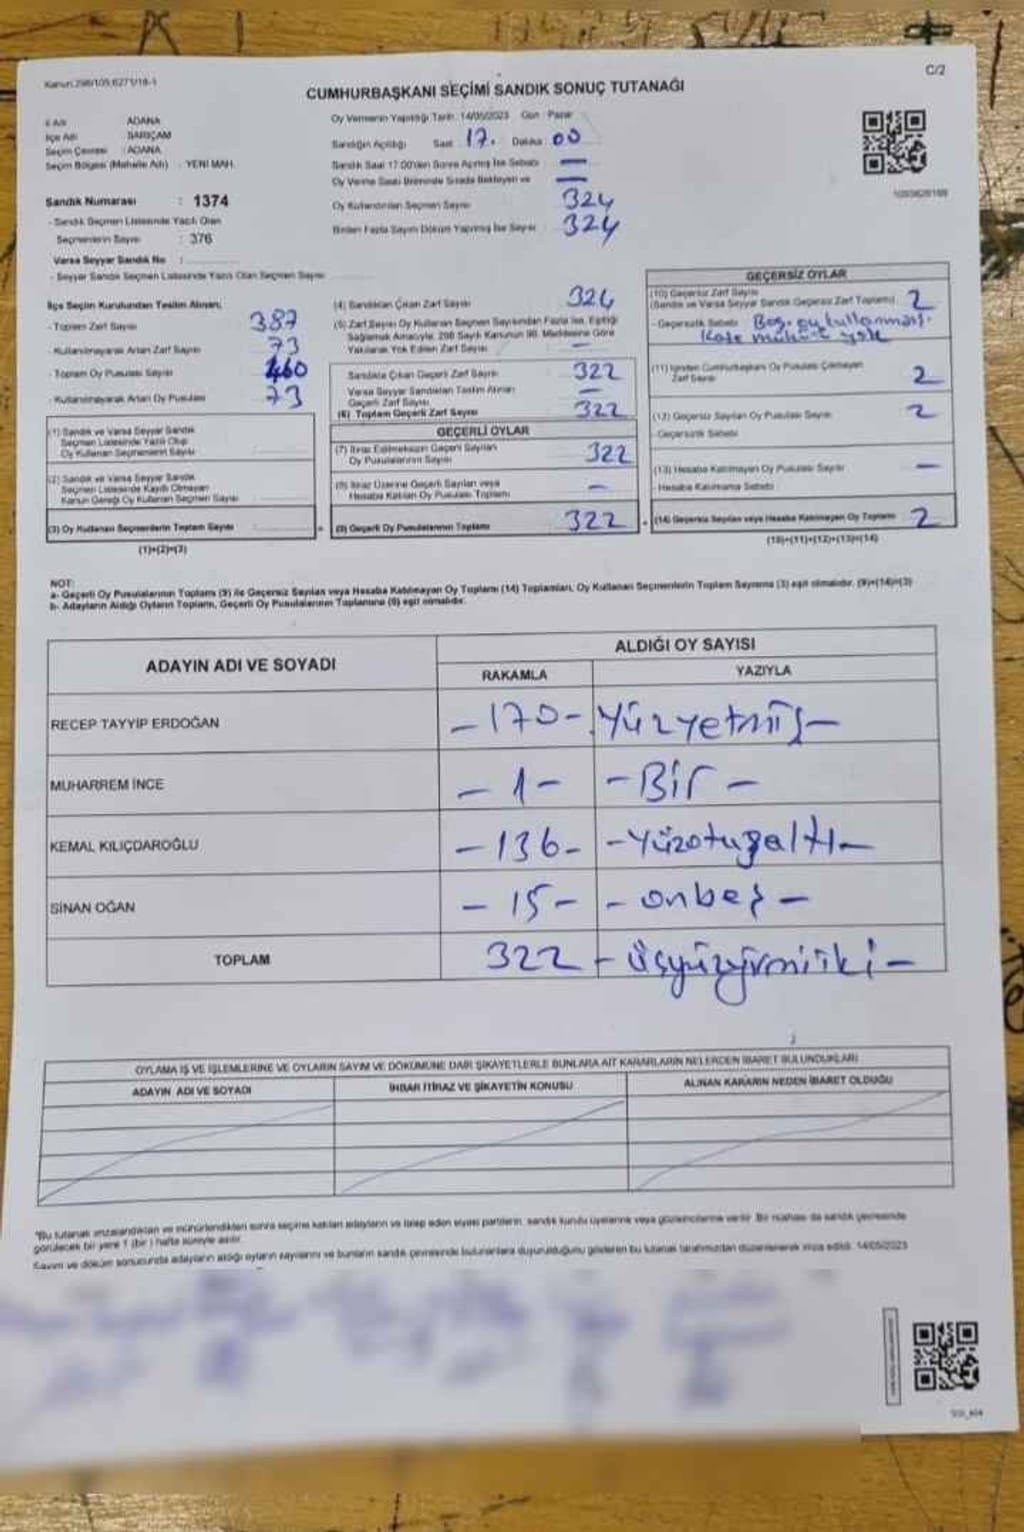 Kanun:298/105;6271/18-1
C/2
CUMHURBAŞKANI SEÇİMİ SANDIK SONUÇ TUTANAĞI
İl Adı ADANA
İlçe Adı SARIÇAM
Seçim Çevresi : ADANA
Seçim Bölgesi (Mahalle Adı) : YENİ MAH.
Sandık Numarası : 1374
- Sandık Seçmen Listesinde Yazılı Olan
Seçmenlerin Sayısı : 376
Varsa Seyyar Sandık No :
- Seyyar Sandık Seçmen Listesinde Yazılı Olan Seçmen Sayısı
Oy Vermenin Yapıldığı Tarih: 14/05/2023 Gün : Pazar
Sandığın Açıldığı Saat 17. Dakika 00
Sandık Saat 17:00'den Sonra Açılmış İse Sebebi —
Oy Verme Saati Bitiminde Sırada Bekleyen ve —
Oy Kullandırılan Seçmen Sayısı 324
Birden Fazla Sayım Döküm Yapılmış İse Sayısı 324
İlçe Seçim Kurulundan Teslim Alınan;
- Toplam Zarf Sayısı 387
- Kullanılmayarak Artan Zarf Sayısı 73
- Toplam Oy Pusulası Sayısı 460
- Kullanılmayarak Artan Oy Pusulası 73
(1) Sandık ve Varsa Seyyar Sandık
Seçmen Listesinde Yazılı Olup
Oy Kullanan Seçmenlerin Sayısı
(2) Sandık ve Varsa Seyyar Sandık
Seçmen Listesinde Kayıtlı Olmayan
Kanun Gereği Oy Kullanan Seçmen Sayısı
(3) Oy Kullanan Seçmenlerin Toplam Sayısı
(1)+(2)=(3)
(4) Sandıktan Çıkan Zarf Sayısı 324
(5) Zarf Sayısı Oy Kullanan Seçmen Sayısından Fazla İse, Eşitliği
Sağlamak Amacıyla, 298 Sayılı Kanunun 98. Maddesine Göre
Yakılarak Yok Edilen Zarf Sayısı —
Sandıkta Çıkan Geçerli Zarf Sayısı 322
Varsa Seyyar Sandıktan Teslim Alınan
Geçerli Zarf Sayısı —
(6) Toplam Geçerli Zarf Sayısı 322
GEÇERLİ OYLAR
(7) İtiraz Edilmeksizin Geçerli Sayılan
Oy Pusulalarının Sayısı 322
(8) İtiraz Üzerine Geçerli Sayılan veya
Hesaba Katılan Oy Pusulası Toplamı —
(9) Geçerli Oy Pusulalarının Toplamı 322
GEÇERSİZ OYLAR
(10) Geçersiz Zarf Sayısı
(Sandık ve Varsa Seyyar Sandık Geçersiz Zarf Toplamı) 2
- Geçersizlik Sebebi Boş. oy kullanması.
(11) İçinden Cumhurbaşkanı Oy Pusulası Çıkmayan
Zarf Sayısı 2
(12) Geçersiz Sayılan Oy Pusulası Sayısı 2
- Geçersizlik Sebebi
(13) Hesaba Katılmayan Oy Pusulası Sayısı —
- Hesaba Katılmama Sebebi
(14) Geçersiz Sayılan veya Hesaba Katılmayan Oy Toplamı 2
(10)+(11)+(12)+(13)=(14)
NOT:
a- Geçerli Oy Pusulalarının Toplamı (9) ile Geçersiz Sayılan veya Hesaba Katılmayan Oy Toplamı (14) Toplamları, Oy Kullanan Seçmenlerin Toplam Sayısına (3) eşit olmalıdır. (9)+(14)=(3)
b- Adayların Aldığı Oyların Toplamı, Geçerli Oy Pusulalarının Toplamına (9) eşit olmalıdır.
ADAYIN ADI VE SOYADI
ALDIĞI OY SAYISI
RAKAMLA YAZIYLA
RECEP TAYYİP ERDOĞAN -170- Yüzyetmiş-
MUHARREM İNCE -1- -Bir-
KEMAL KILIÇDAROĞLU -136- -Yüzotuzaltı-
SİNAN OĞAN -15- -onbeş-
TOPLAM 322 -Üçyüzyirmiiki-
OYLAMA İŞ VE İŞLEMLERİNE VE OYLARIN SAYIM VE DÖKÜMÜNE DAİR ŞİKAYETLERLE BUNLARA AİT KARARLARIN NELERDEN İBARET BULUNDUKLARI
ADAYIN ADI VE SOYADI İHBAR İTİRAZ VE ŞİKAYETİN KONUSU ALINAN KARARIN NEDEN İBARET OLDUĞU
"Bu tutanak imzalandıktan ve mühürlendikten sonra seçime katılan adayların ve talep eden siyasi partilerin, sandık kurulu üyelerine veya gözlemcilerine verilir. Bir nüshası da sandık çevresinde
görülecek bir yere 1 (bir) hafta süreyle asılır.
Sayım ve döküm sonucunda adayların aldığı oyların sayılarını ve bunların sandık çevresinde bulunanlara duyurulduğunu gösteren bu tutanak tarafımızdan düzenlenerek imza edildi. 14/05/2023